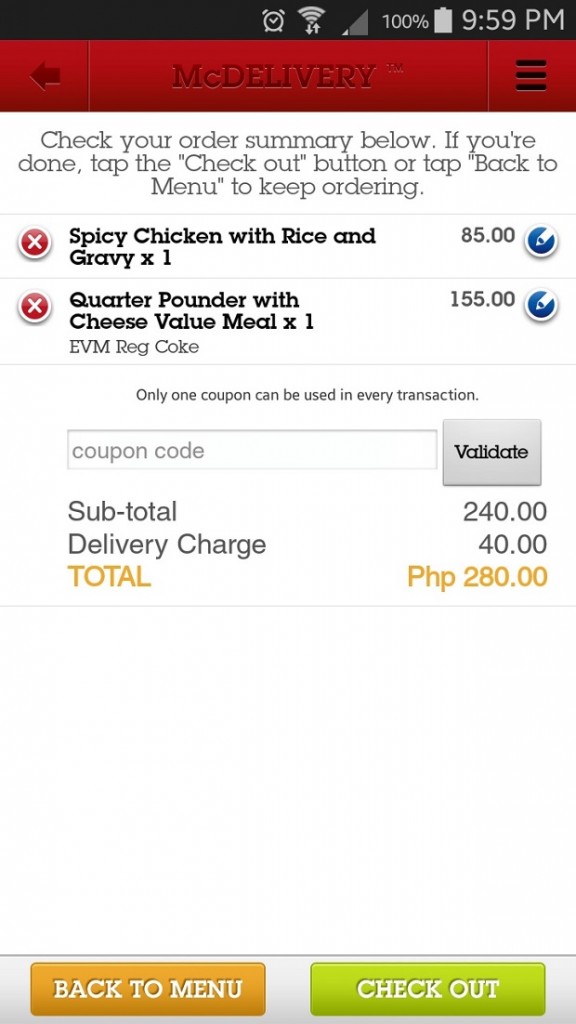 100% 9:59 PM
McDELIVERY ™
Check your order summary below. If you're
done, tap the "Check out" button or tap "Back to
Menu" to keep ordering.
Spicy Chicken with Rice and 85.00
Gravy x 1
Quarter Pounder with 155.00
Cheese Value Meal x 1
EVM Reg Coke
Only one coupon can be used in every transaction.
coupon code Validate
Sub-total 240.00
Delivery Charge 40.00
TOTAL Php 280.00
BACK TO MENU CHECK OUT